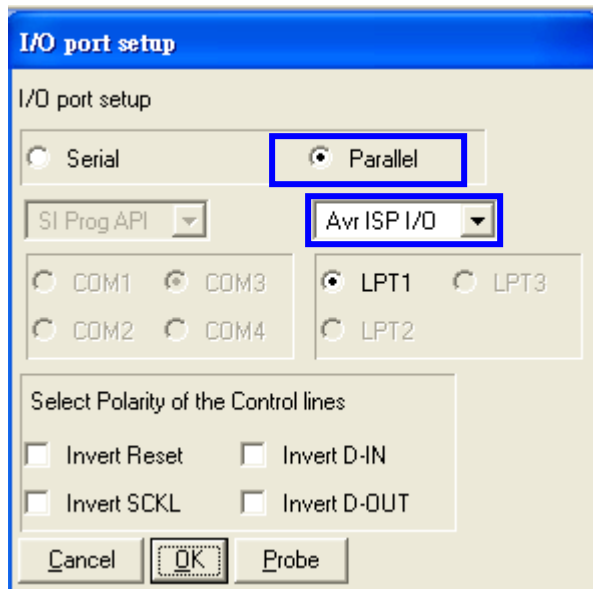 I/O port setup
I/O port setup
Serial Parallel
SI Prog API Avr ISP I/O
COM1 COM3 LPT1 LPT3
COM2 COM4 LPT2
Select Polarity of the Control lines
Invert Reset Invert D-IN
Invert SCKL Invert D-OUT
Cancel OK Probe